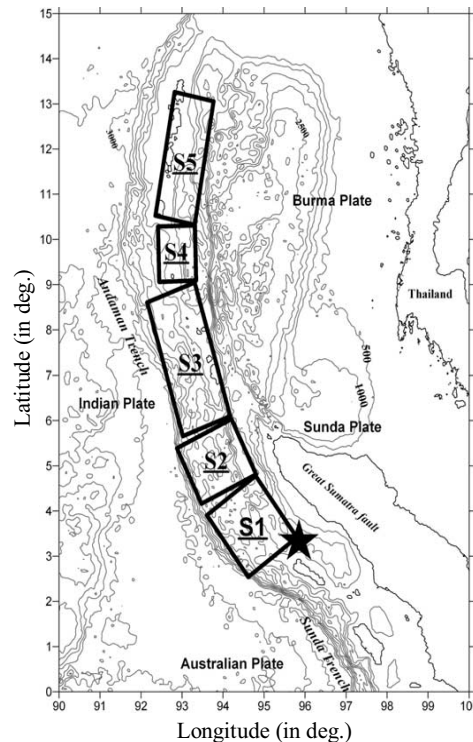 15
14
13
12
11
10
9
8
7
6
5
4
3
2
1
0
Latitude (in deg.)
3000
2500
S5
Burma Plate
S4
Thailand
Andaman Trench
S3
500
1000
Indian Plate
Sunda Plate
S2
Great Sumatra fault
S1
Sunda Trench
Australian Plate
90 91 92 93 94 95 96 97 98 99 10
Longitude (in deg.)